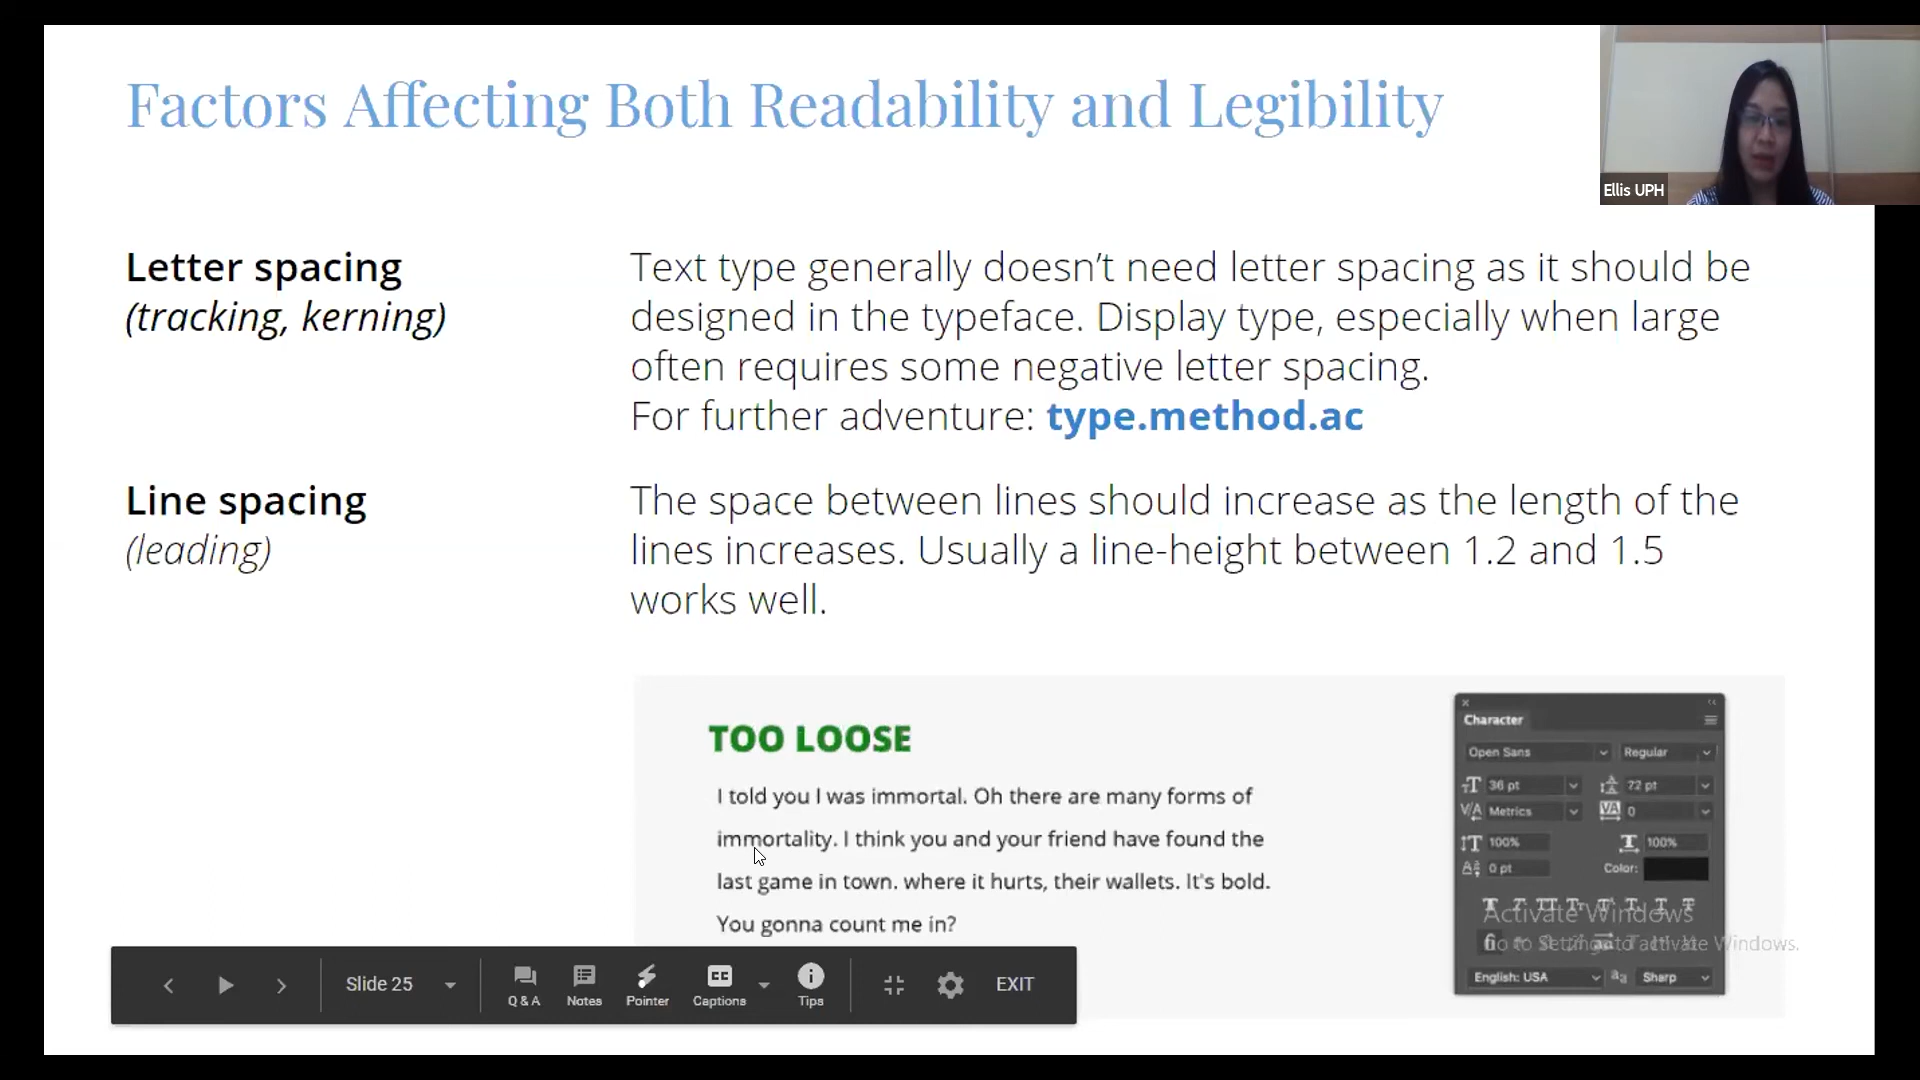 Factors Affecting Both Readability and Legibility
Ellis UPH
Letter spacing
(tracking, kerning)
Text type generally doesn’t need letter spacing as it should be
designed in the typeface. Display type, especially when large
often requires some negative letter spacing.
For further adventure: type.method.ac
Line spacing
(leading)
The space between lines should increase as the length of the
lines increases. Usually a line-height between 1.2 and 1.5
works well.
TOO LOOSE
I told you I was immortal. Oh there are many forms of
immortality. I think you and your friend have found the
last game in town. where it hurts, their wallets. It's bold.
You gonna count me in?
Character
Open Sans Regular
36 pt 72 pt
Metrics 0
100% 100%
0 pt Color:
Activate Windows
Go to Settings to activate Windows.
English: USA aa Sharp
Slide 25
Q & A Notes Pointer Captions Tips
EXIT